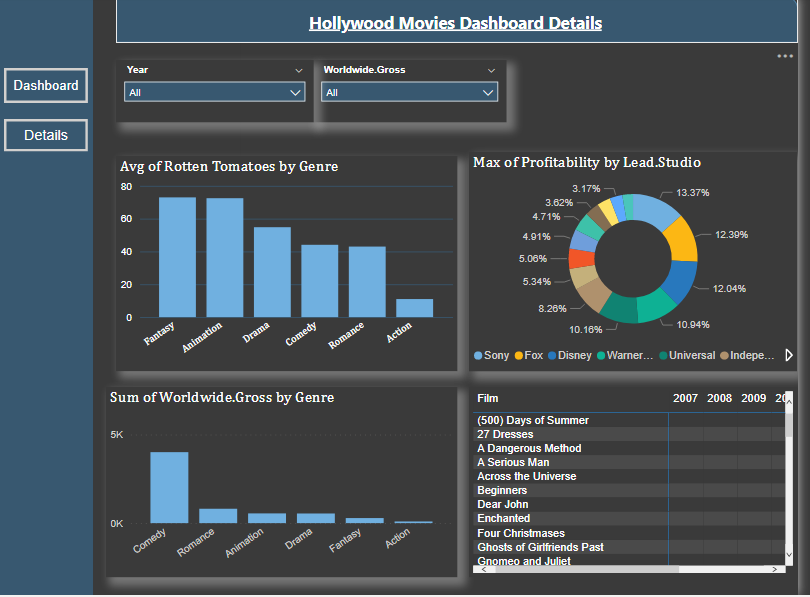 Hollywood Movies Dashboard Details
Dashboard
Details
Year
All
Worldwide.Gross
All
Avg of Rotten Tomatoes by Genre
80
60
40
20
0
Fantasy
Animation
Drama
Comedy
Romance
Action
Max of Profitability by Lead.Studio
13.37%
12.39%
12.04%
10.94%
10.16%
8.26%
5.34%
5.06%
4.91%
4.71%
3.62%
3.17%
Sony Fox Disney Warner... Universal Indepe...
Sum of Worldwide.Gross by Genre
5K
0K
Comedy
Romance
Animation
Drama
Fantasy
Action
Film 2007 2008 2009 20
(500) Days of Summer
27 Dresses
A Dangerous Method
A Serious Man
Across the Universe
Beginners
Dear John
Enchanted
Four Christmases
Ghosts of Girlfriends Past
Gnomeo and Juliet